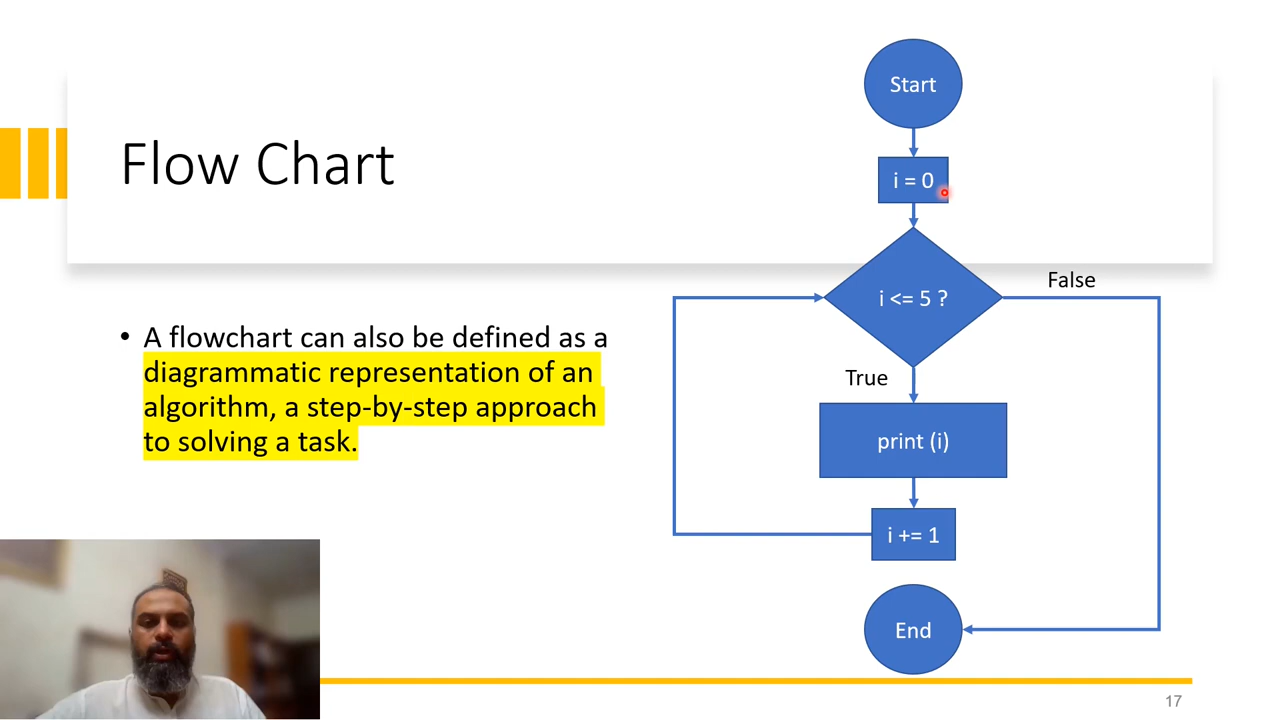 Flow Chart
• A flowchart can also be defined as a
diagrammatic representation of an
algorithm, a step-by-step approach
to solving a task.
Start
i = 0
i <= 5 ?
False
True
print (i)
i += 1
End
17